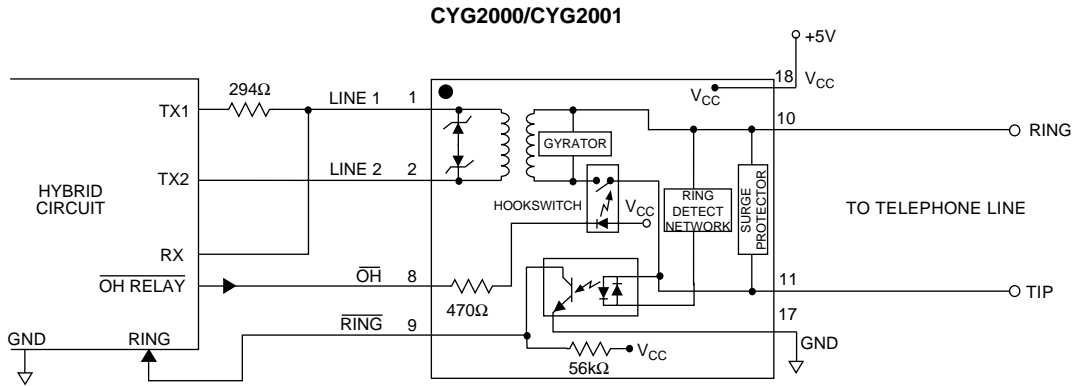 CYG2000/CYG2001
+5V
18 VCC
VCC
294Ω
TX1
LINE 1
1
10
RING
GYRATOR
TX2
LINE 2
2
HYBRID
CIRCUIT
HOOKSWITCH
VCC
RING
DETECT
NETWORK
SURGE
PROTECTOR
TO TELEPHONE LINE
RX
OH RELAY
OH
8
470Ω
11
TIP
17
GND
RING
RING
9
56kΩ
VCC
GND